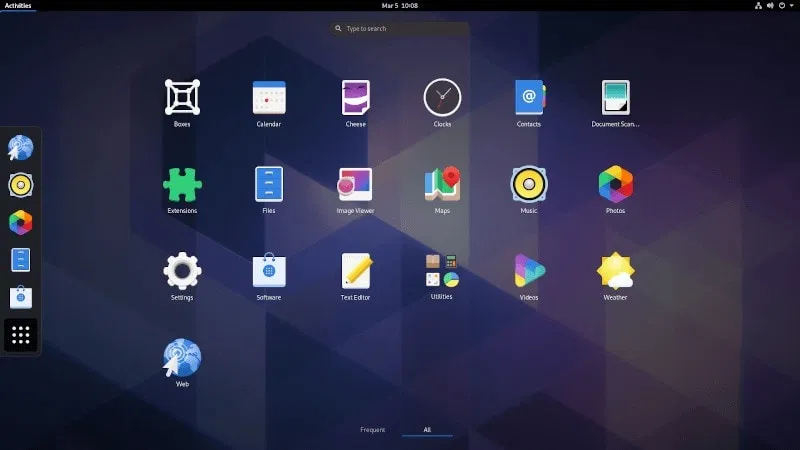 Activities
Mar 5 10:08
Type to search
Boxes
Calendar
Cheese
Clocks
Contacts
Document Scan...
Extensions
Files
Image Viewer
Maps
Music
Photos
Settings
Software
Text Editor
Utilities
Videos
Weather
Web
Frequent
All